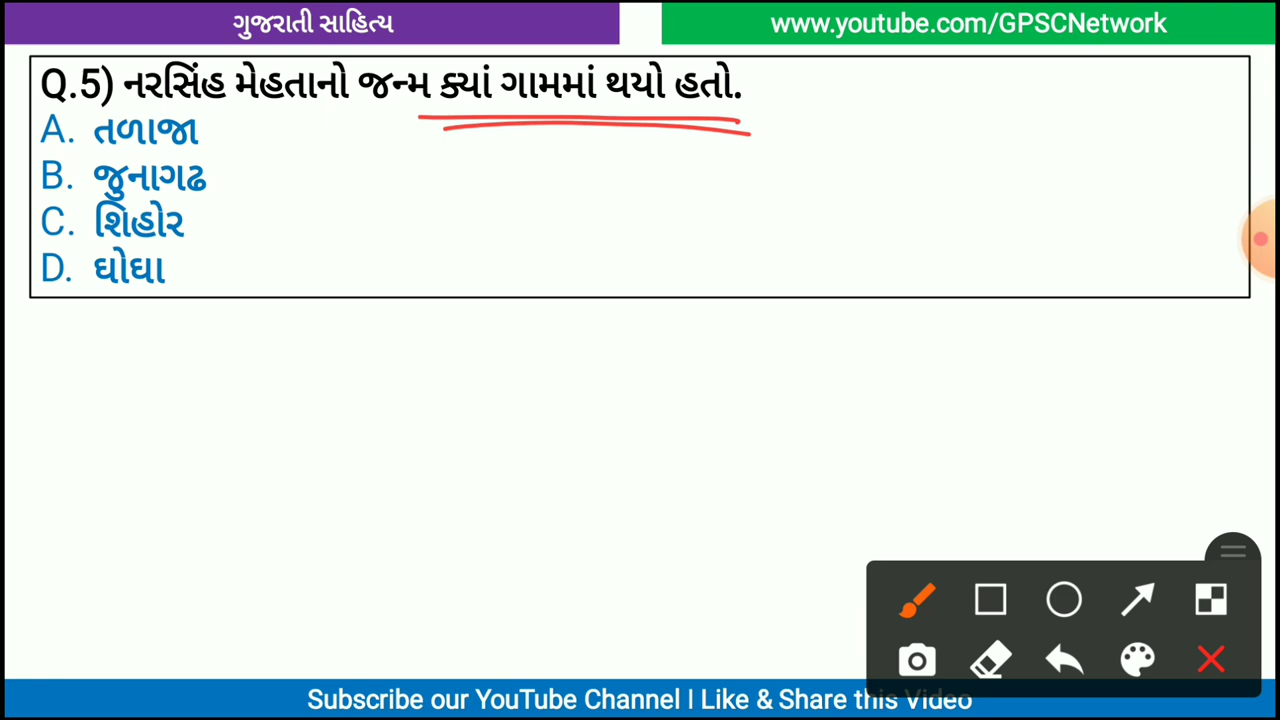 ગુજરાતી સાહિત્ય
www.youtube.com/GPSCNetwork
Q.5) નરસિંહ મેહતાનો જન્મ ક્યાં ગામમાં થયો હતો.
A. તળાજા
B. જુનાગઢ
C. શિહોર
D. ઘોઘા
Subscribe our YouTube Channel I Like & Share this Video